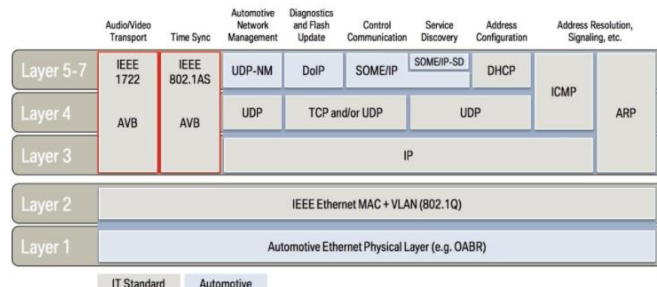 Audio/Video Transport
Time Sync
Automotive Network Management
Diagnostics and Flash Update
Control Communication
Service Discovery
Address Configuration
Address Resolution, Signaling, etc.
Layer 5-7
IEEE 1722
IEEE 802.1AS
UDP-NM
DoIP
SOME/IP
SOME/IP-SD
DHCP
ICMP
ARP
Layer 4
AVB
AVB
UDP
TCP and/or UDP
UDP
Layer 3
IP
Layer 2
IEEE Ethernet MAC + VLAN (802.1Q)
Layer 1
Automotive Ethernet Physical Layer (e.g. OABR)
IT Standard
Automotive